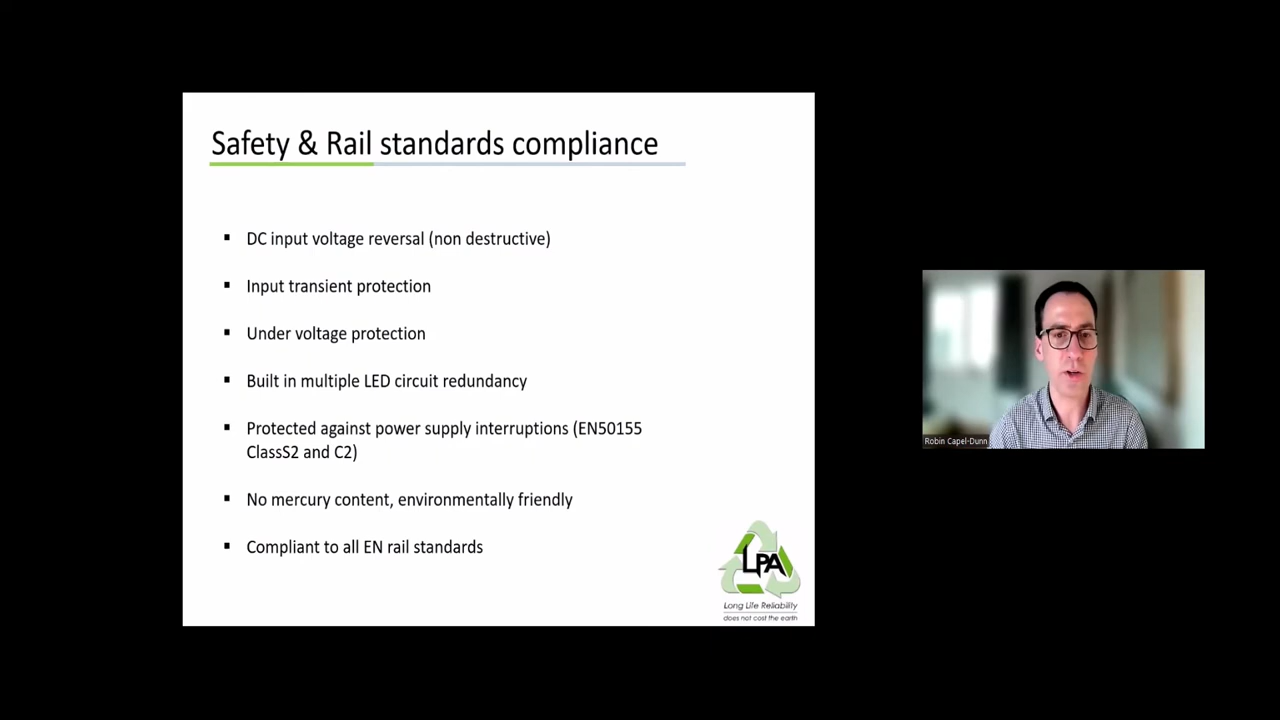 Safety & Rail standards compliance
DC input voltage reversal (non destructive)
Input transient protection
Under voltage protection
Built in multiple LED circuit redundancy
Protected against power supply interruptions (EN50155
ClassS2 and C2)
No mercury content, environmentally friendly
Compliant to all EN rail standards
LPA
Long Life Reliability
does not cost the earth
Robin Capel-Dunn